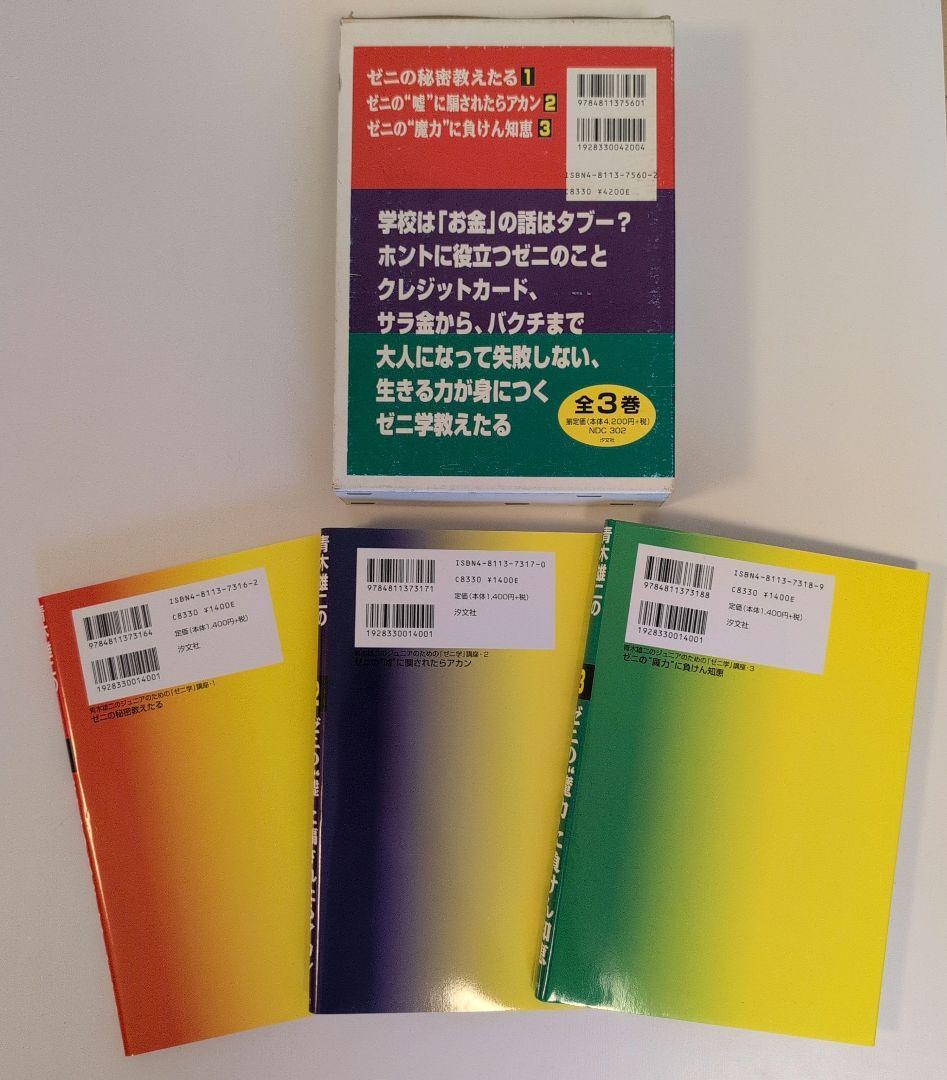 ゼニの秘密教えたる1
ゼニの“嘘”に騙されたらアカン2
ゼニの“魔力”に負けん知恵3
9784811375601
1928330042004
ISBN4-8113-7560-2
C8330 ¥4200E
学校は「お金」の話はタブー?
ホントに役立つゼニのこと
クレジットカード、
サラ金から、バクチまで
大人になって失敗しない、
生きる力が身につく
ゼニ学教えたる
全3巻
揃定価(本体4,200円+税)
NDC 302
汐文社
9784811373164
1928330014001
ISBN4-8113-7316-2
C8330 ¥1400E
定価(本体1,400円+税)
汐文社
青木雄二のジュニアのための「ゼニ学」講座・1
ゼニの秘密教えたる
青木雄二の
9784811373171
1928330014001
ISBN4-8113-7317-0
C8330 ¥1400E
定価(本体1,400円+税)
汐文社
青木雄二のジュニアのための「ゼニ学」講座・2
ゼニの“嘘”に騙されたらアカン
青木雄二の
3 ゼニの“魔力”に負けん知恵
9784811373188
1928330014001
ISBN4-8113-7318-9
C8330 ¥1400E
定価(本体1,400円+税)
汐文社
青木雄二のジュニアのための「ゼニ学」講座・3
ゼニの“魔力”に負けん知恵